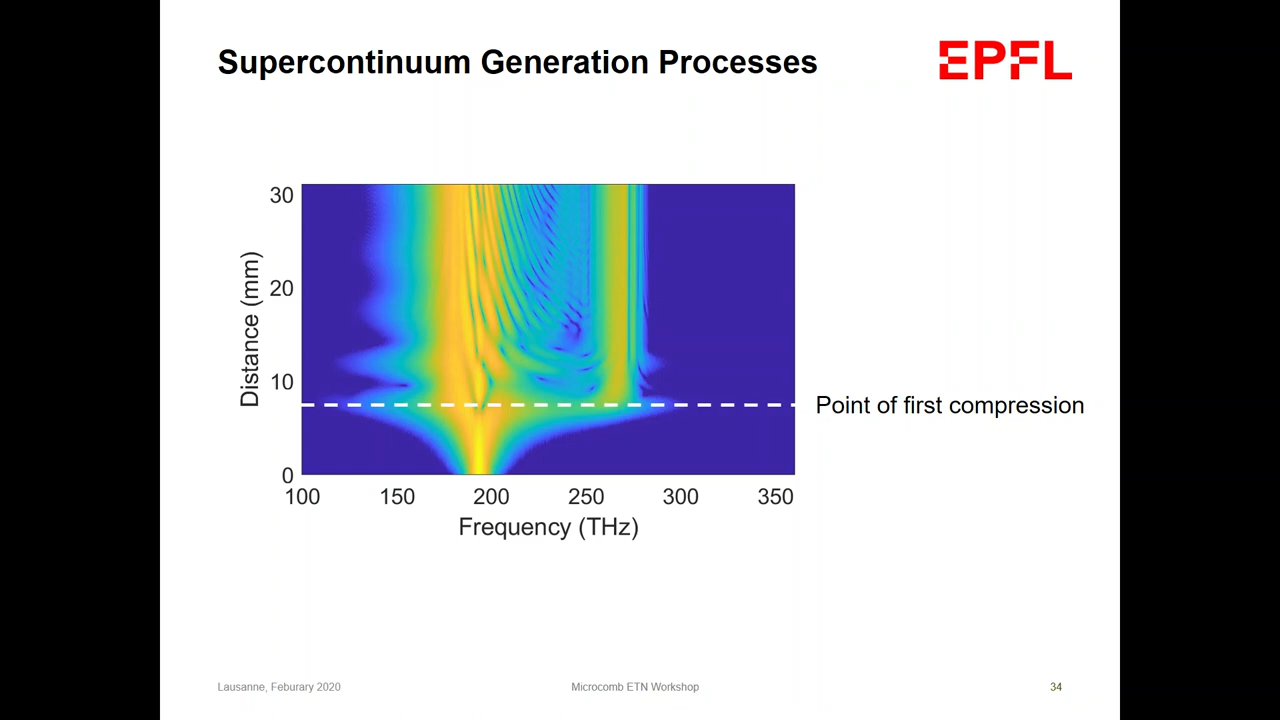 Supercontinuum Generation Processes
EPFL
30
20
10
0
Distance (mm)
100 150 200 250 300 350
Frequency (THz)
Point of first compression
Lausanne, Feburary 2020
Microcomb ETN Workshop
34